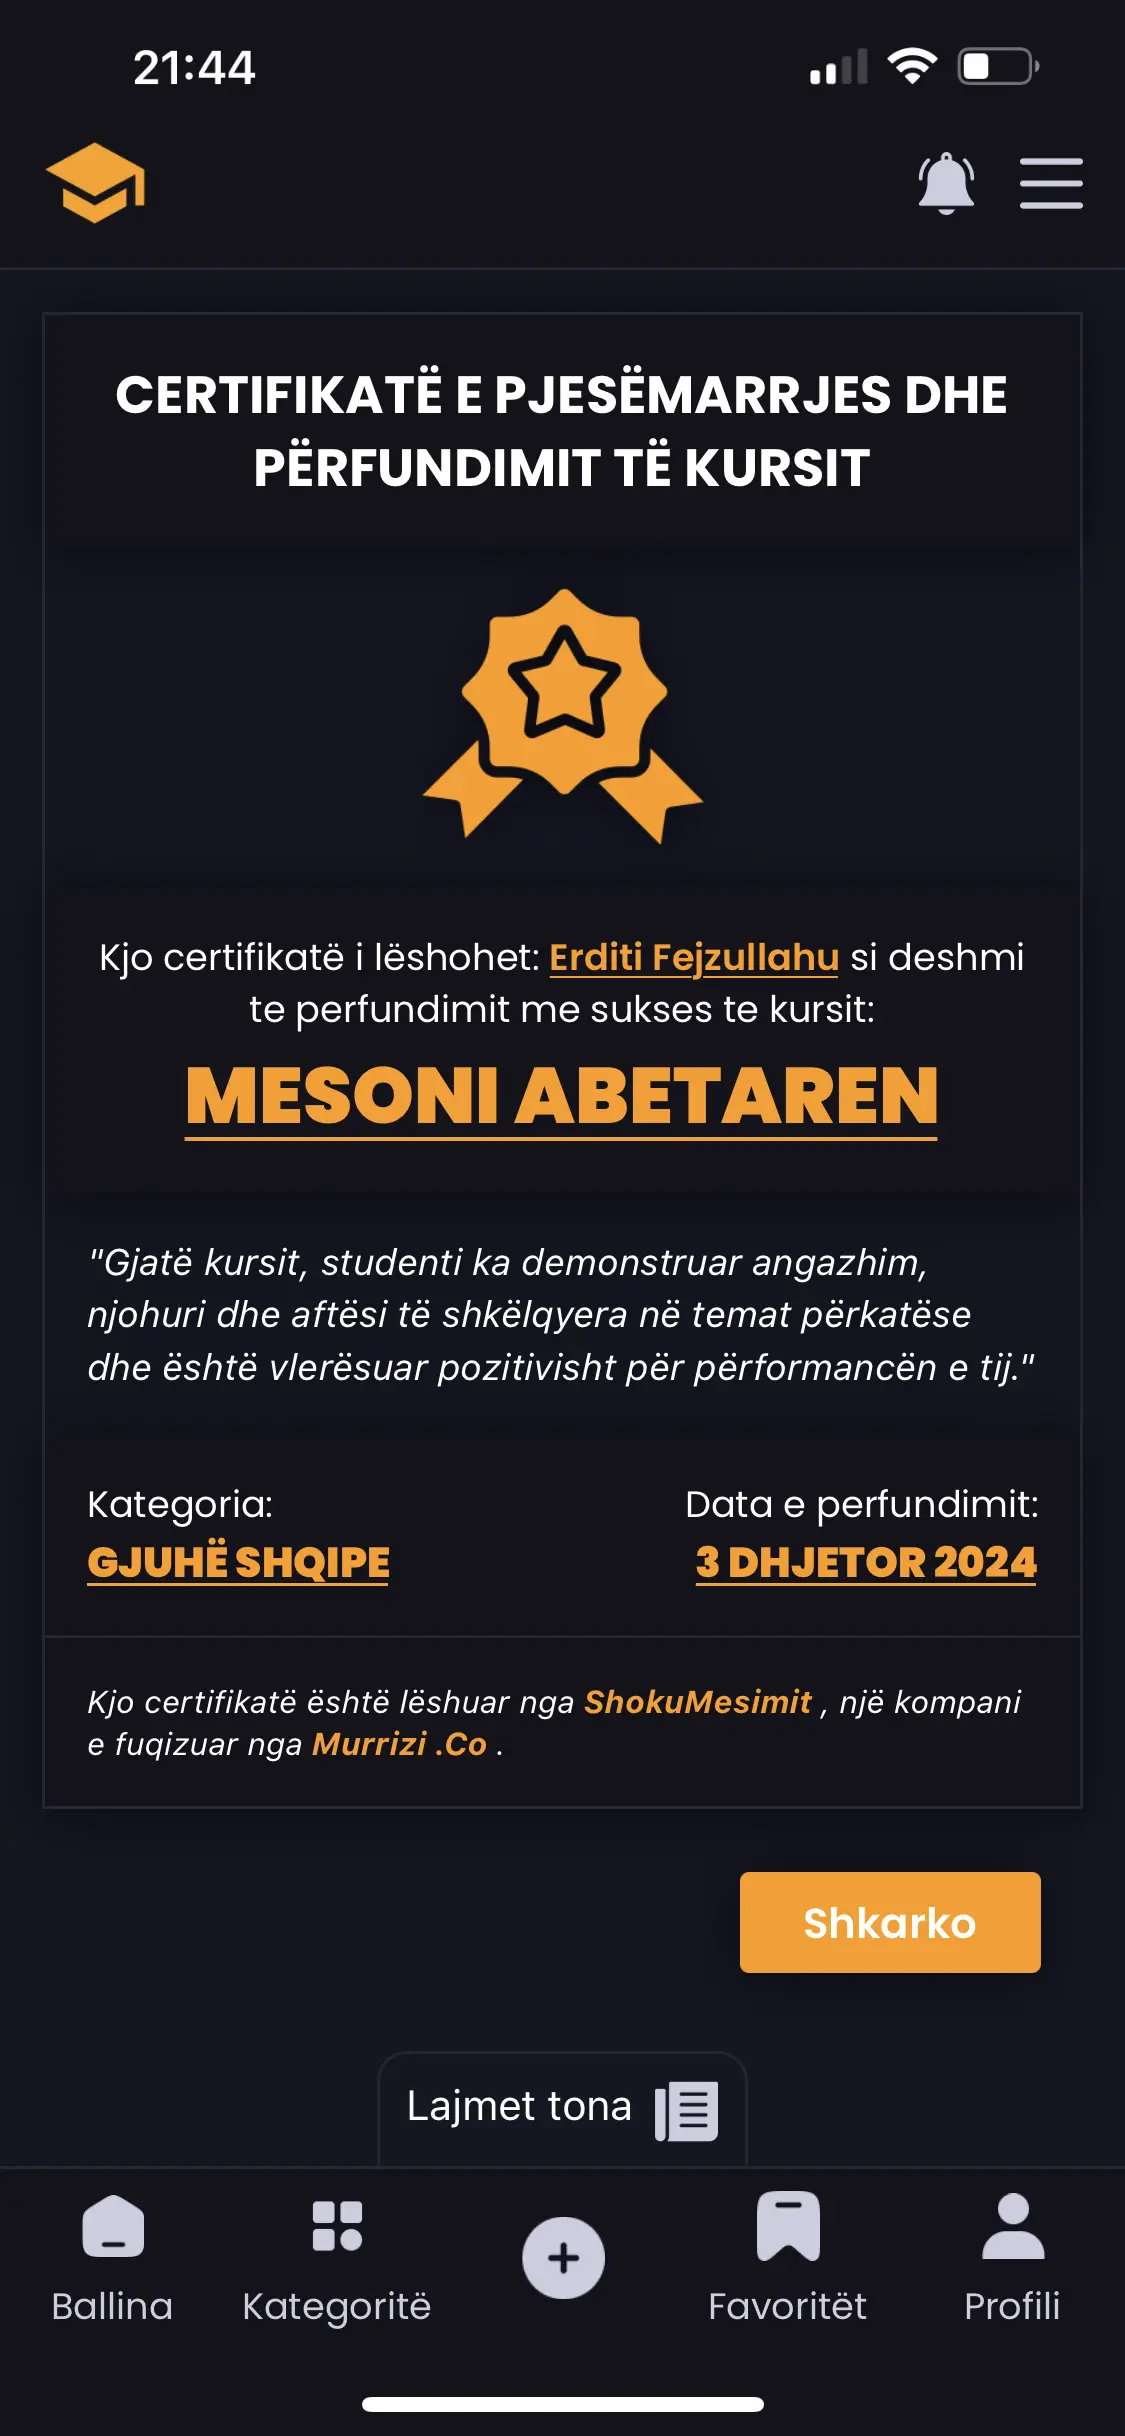 21:44
CERTIFIKATË E PJESËMARRJES DHE
PËRFUNDIMIT TË KURSIT
Kjo certifikatë i lëshohet: Erditi Fejzullahu si deshmi
te perfundimit me sukses te kursit:
MESONI ABETAREN
"Gjatë kursit, studenti ka demonstruar angazhim,
njohuri dhe aftësi të shkëlqyera në temat përkatëse
dhe është vlerësuar pozitivisht për përformancën e tij."
Kategoria:
GJUHË SHQIPE
Data e perfundimit:
3 DHJETOR 2024
Kjo certifikatë është lëshuar nga ShokuMesimit , një kompani
e fuqizuar nga Murrizi .Co .
Shkarko
Lajmet tona
Ballina
Kategoritë
Favoritët
Profili